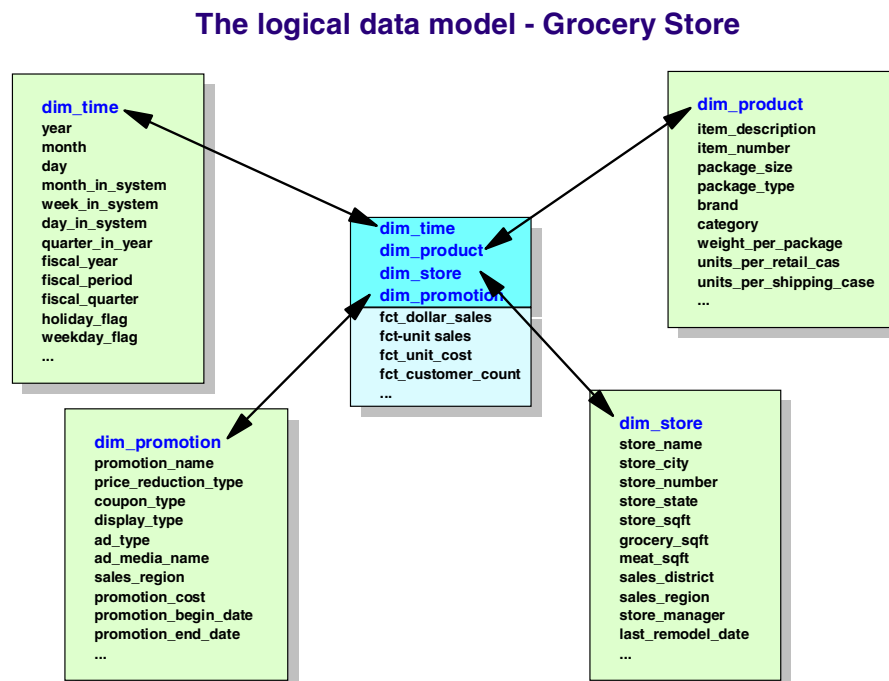 The logical data model - Grocery Store
dim_time
year
month
day
month_in_system
week_in_system
day_in_system
quarter_in_year
fiscal_year
fiscal_period
fiscal_quarter
holiday_flag
weekday_flag
...
dim_product
item_description
item_number
package_size
package_type
brand
category
weight_per_package
units_per_retail_cas
units_per_shipping_case
...
dim_time
dim_product
dim_store
dim_promotion
fct_dollar_sales
fct-unit sales
fct_unit_cost
fct_customer_count
...
dim_promotion
promotion_name
price_reduction_type
coupon_type
display_type
ad_type
ad_media_name
sales_region
promotion_cost
promotion_begin_date
promotion_end_date
...
dim_store
store_name
store_city
store_number
store_state
store_sqft
grocery_sqft
meat_sqft
sales_district
sales_region
store_manager
last_remodel_date
...